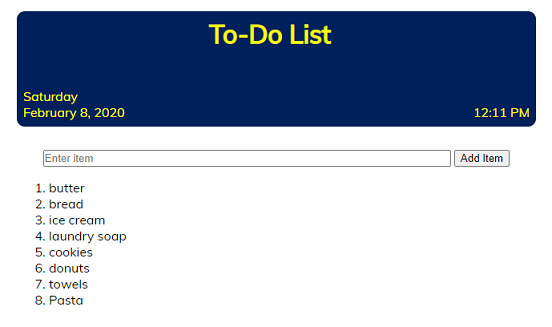 To-Do List
Saturday
February 8, 2020 12:11 PM
Enter item Add Item
1. butter
2. bread
3. ice cream
4. laundry soap
5. cookies
6. donuts
7. towels
8. Pasta